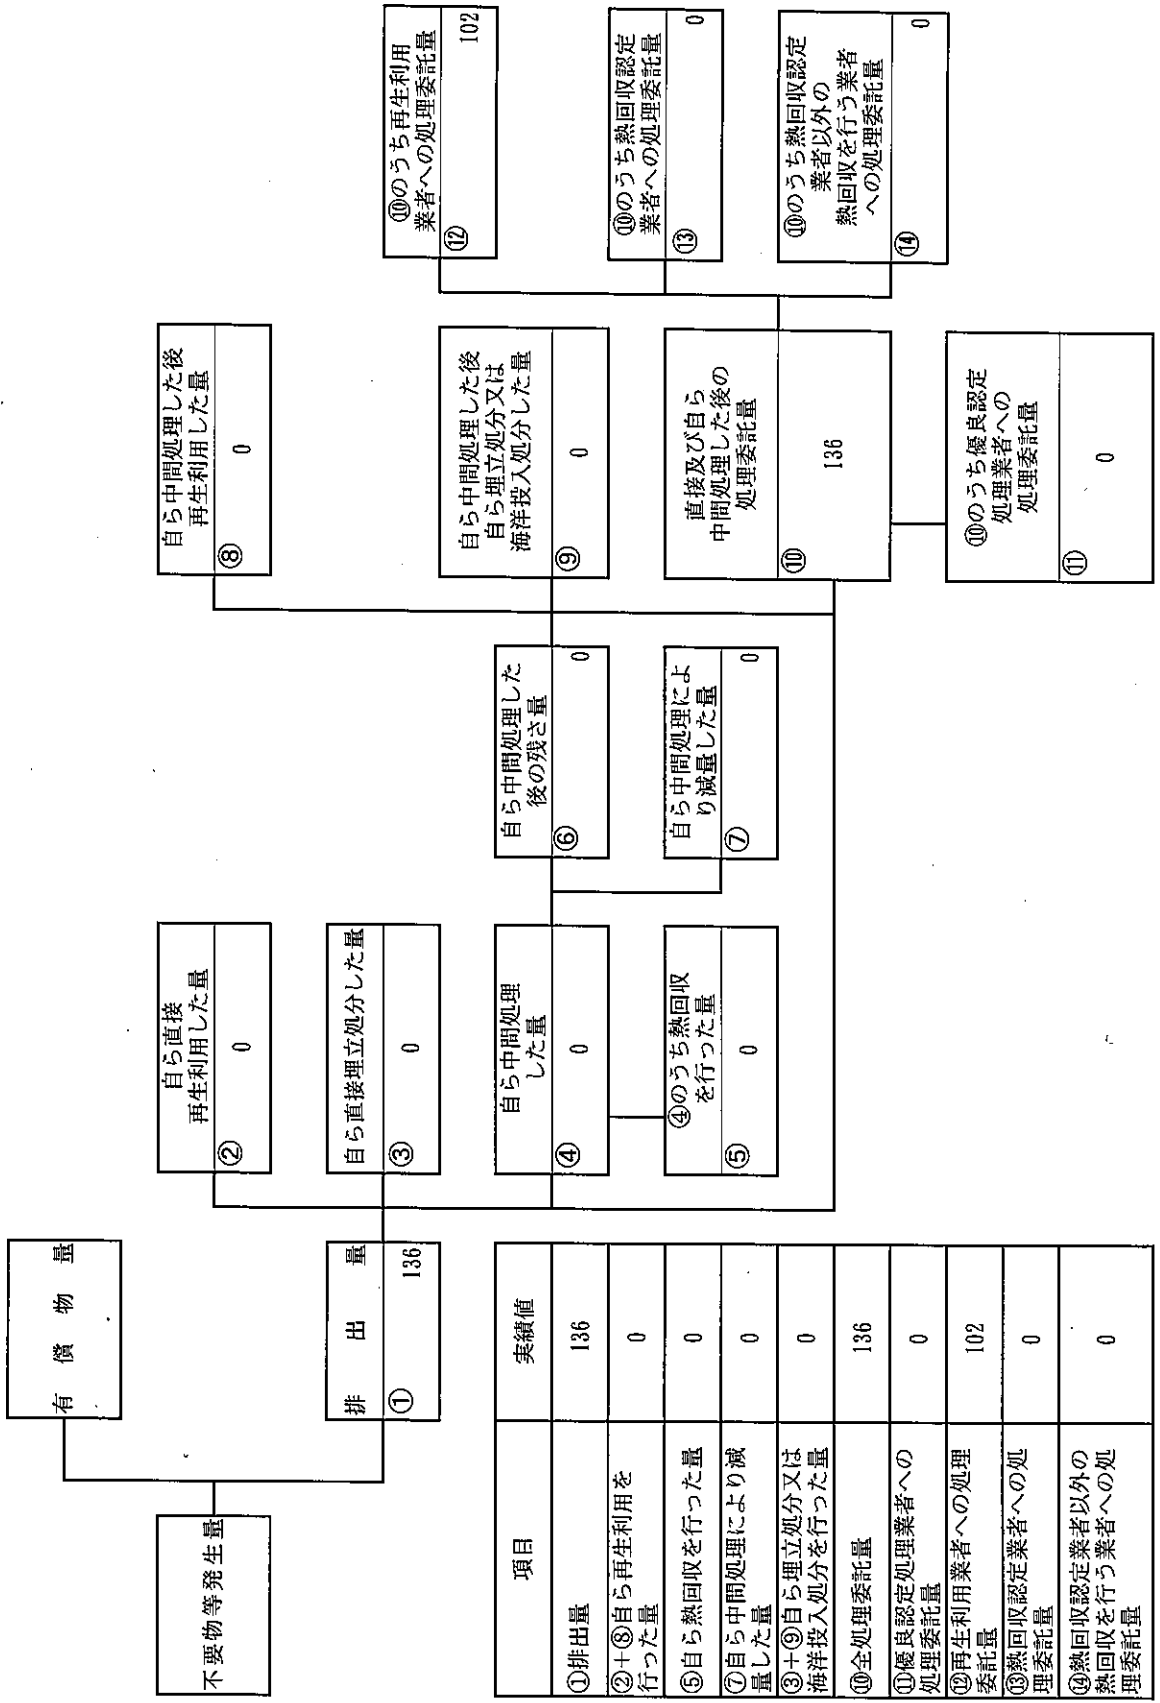 不要物等発生量
有償物量
排出量
①
136
自ら直接
再生利用した量
②
0
自ら直接埋立処分した量
③
0
自ら中間処理
した量
④
0
④のうち熱回収
を行った量
⑤
0
自ら中間処理した
後の残さ量
⑥
0
自ら中間処理によ
り減量した量
⑦
0
自ら中間処理した後
再生利用した量
⑧
0
自ら中間処理した後
自ら埋立処分又は
海洋投入処分した量
⑨
0
直接及び自ら
中間処理した後の
処理委託量
⑩
136
⑩のうち優良認定
処理業者への
処理委託量
⑪
0
⑩のうち再生利用
業者への処理委託量
⑫
102
⑩のうち熱回収認定
業者への処理委託量
⑬
0
⑩のうち熱回収認定
業者以外の
熱回収を行う業者
への処理委託量
⑭
0
項目 実績値
①排出量 136
②+⑧自ら再生利用を
行った量 0
⑤自ら熱回収を行った量 0
⑦自ら中間処理により減
量した量 0
③+⑨自ら埋立処分又は
海洋投入処分を行った量 0
⑩全処理委託量 136
⑪優良認定処理業者への
処理委託量 0
⑫再生利用業者への処理
委託量 102
⑬熱回収認定業者への処
理委託量 0
⑭熱回収認定業者以外の
熱回収を行う業者への処
理委託量 0